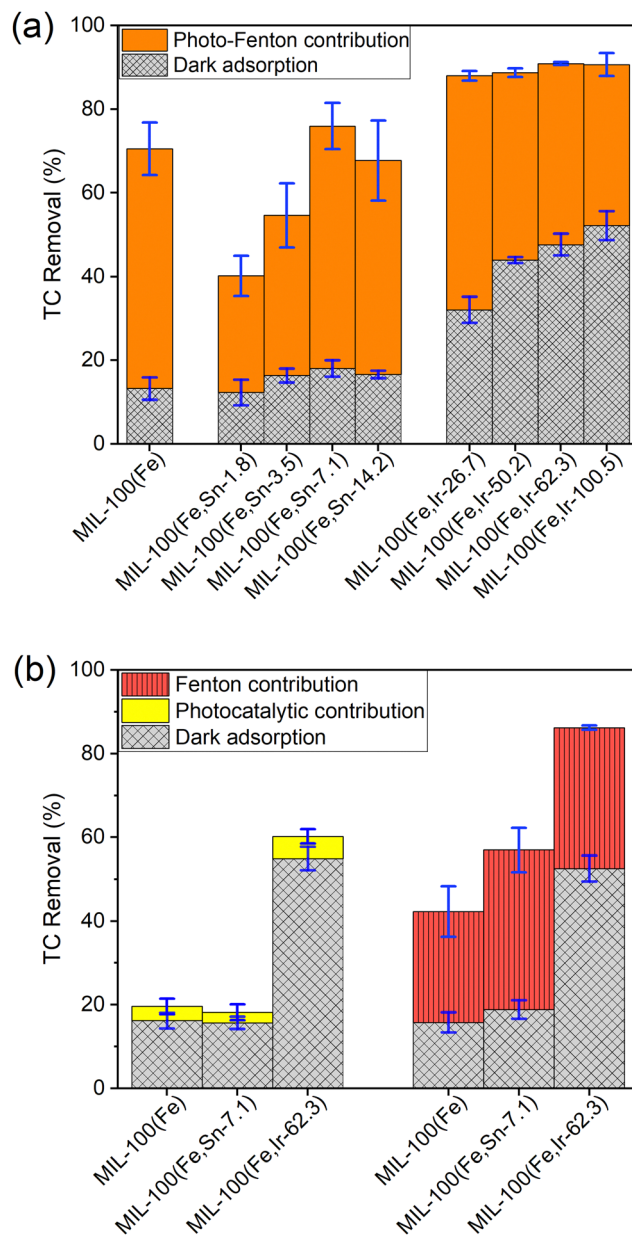 (a)
Photo-Fenton contribution
Dark adsorption
TC Removal (%)
100
80
60
40
20
0
MIL-100(Fe)
MIL-100(Fe,Sn-1.8)
MIL-100(Fe,Sn-3.5)
MIL-100(Fe,Sn-7.1)
MIL-100(Fe,Sn-14.2)
MIL-100(Fe,Ir-26.7)
MIL-100(Fe,Ir-50.2)
MIL-100(Fe,Ir-62.3)
MIL-100(Fe,Ir-100.5)
(b)
Fenton contribution
Photocatalytic contribution
Dark adsorption
TC Removal (%)
100
80
60
40
20
0
MIL-100(Fe)
MIL-100(Fe,Sn-7.1)
MIL-100(Fe,Ir-62.3)
MIL-100(Fe)
MIL-100(Fe,Sn-7.1)
MIL-100(Fe,Ir-62.3)